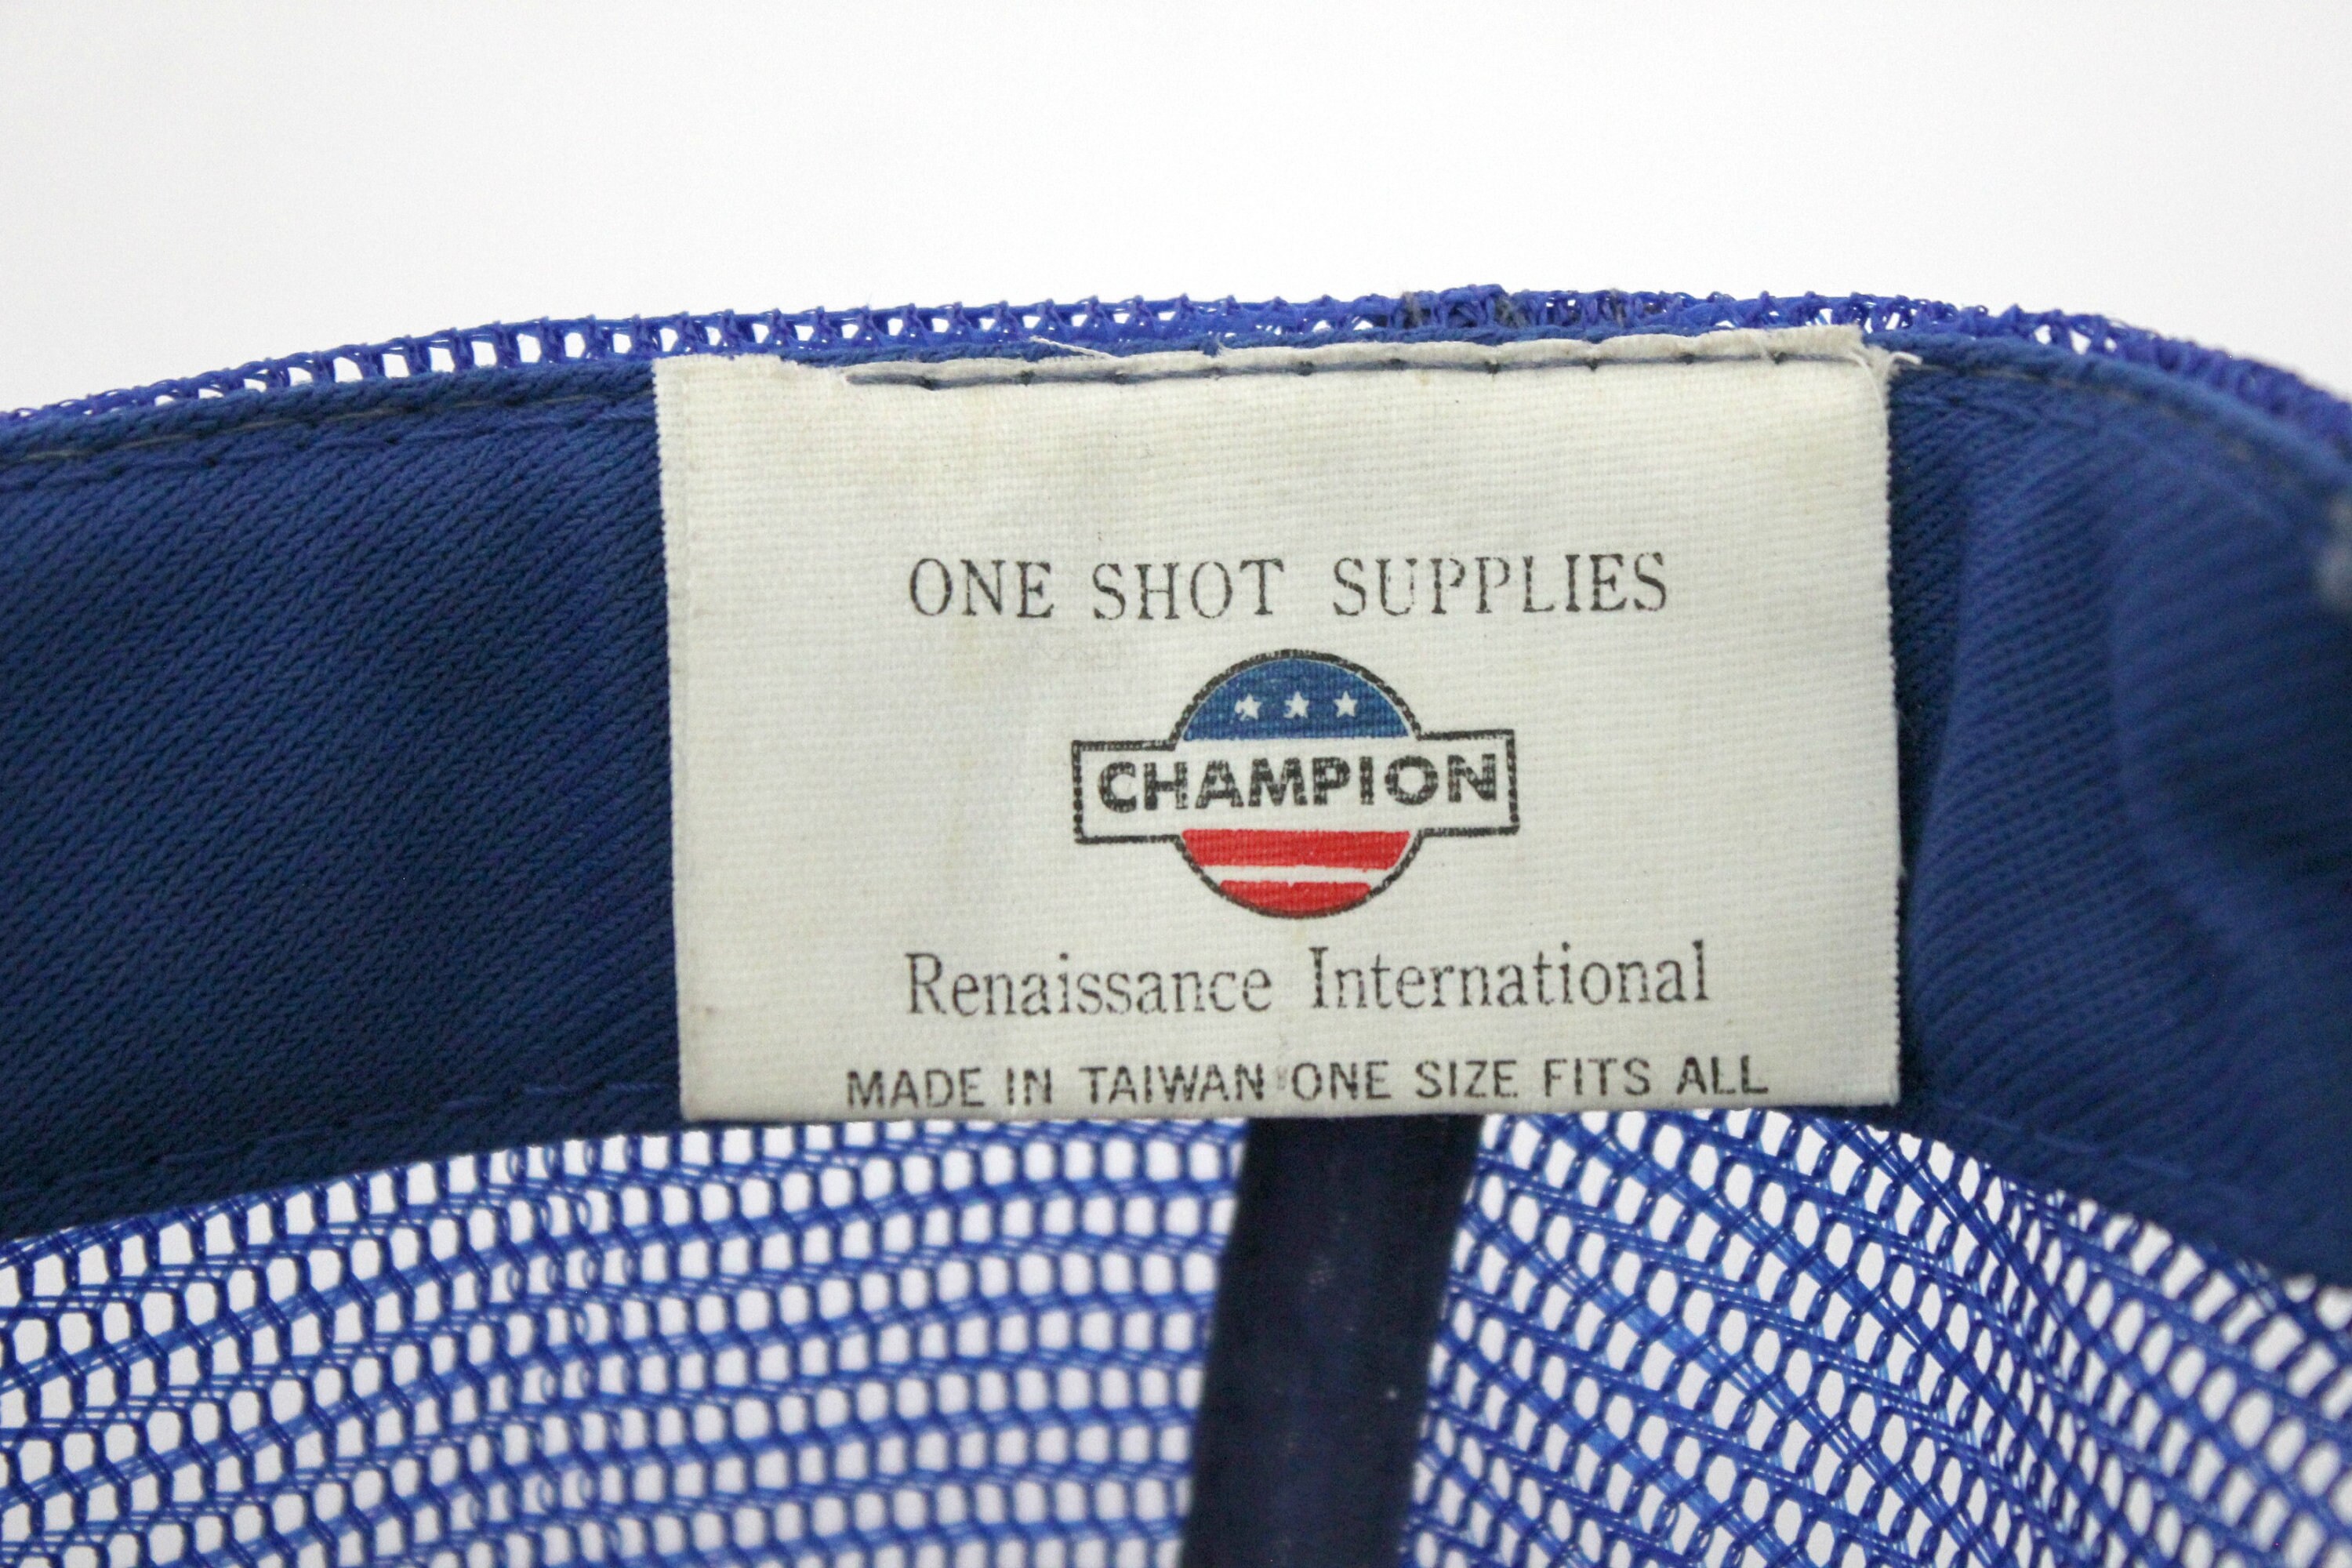 ONE SHOT SUPPLIES
CHAMPION
Renaissance International
MADE IN TAIWAN ONE SIZE FITS ALL